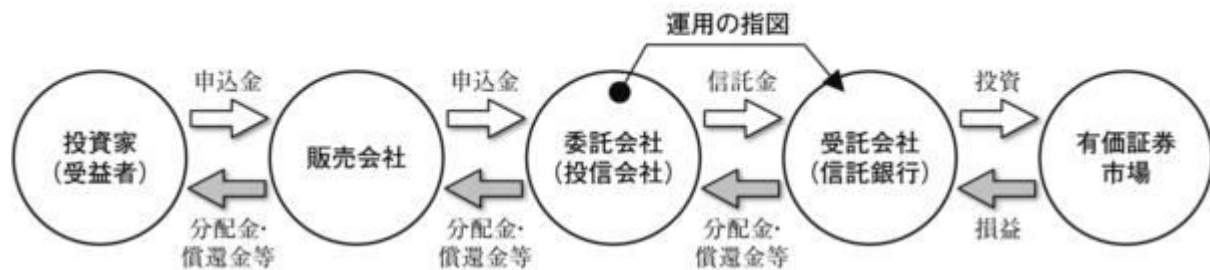 運用の指図
申込金
申込金
信託金
投資
投資家
(受益者)
販売会社
委託会社
(投信会社)
受託会社
(信託銀行)
有価証券
市場
分配金·
償還金等
分配金·
償還金等
分配金·
償還金等
損益